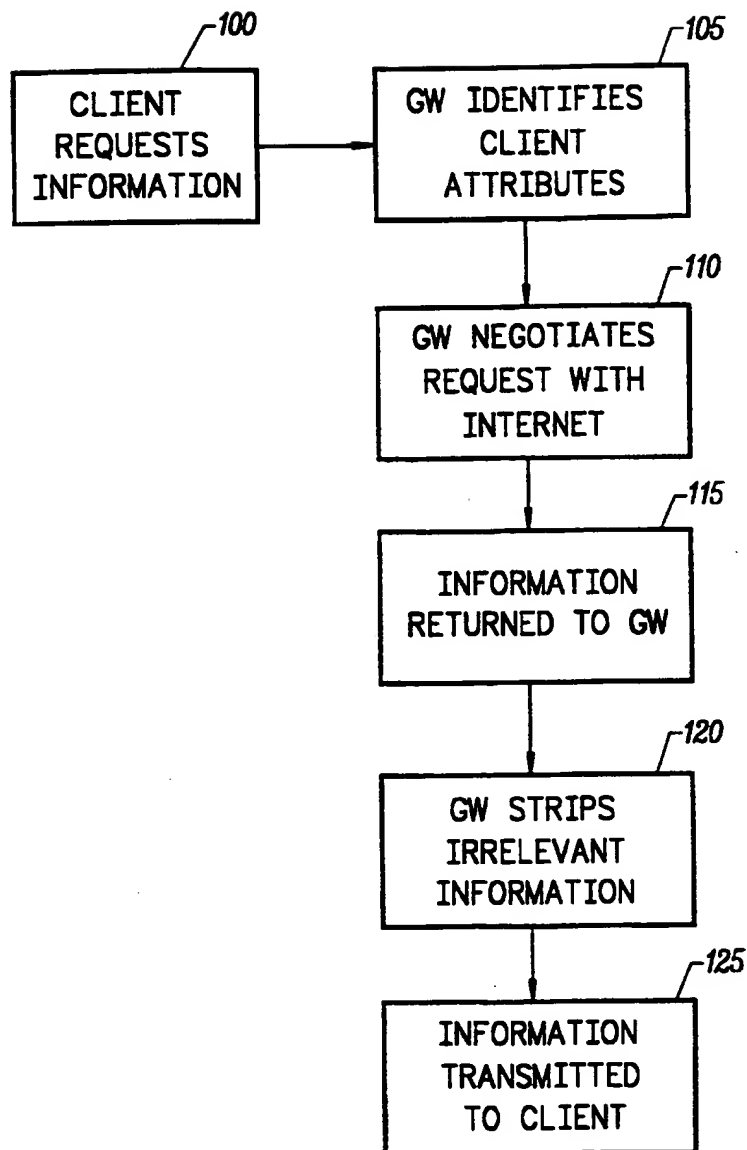 100
CLIENT
REQUESTS
INFORMATION
105
GW IDENTIFIES
CLIENT
ATTRIBUTES
110
GW NEGOTIATES
REQUEST WITH
INTERNET
115
INFORMATION
RETURNED TO GW
120
GW STRIPS
IRRELEVANT
INFORMATION
125
INFORMATION
TRANSMITTED
TO CLIENT